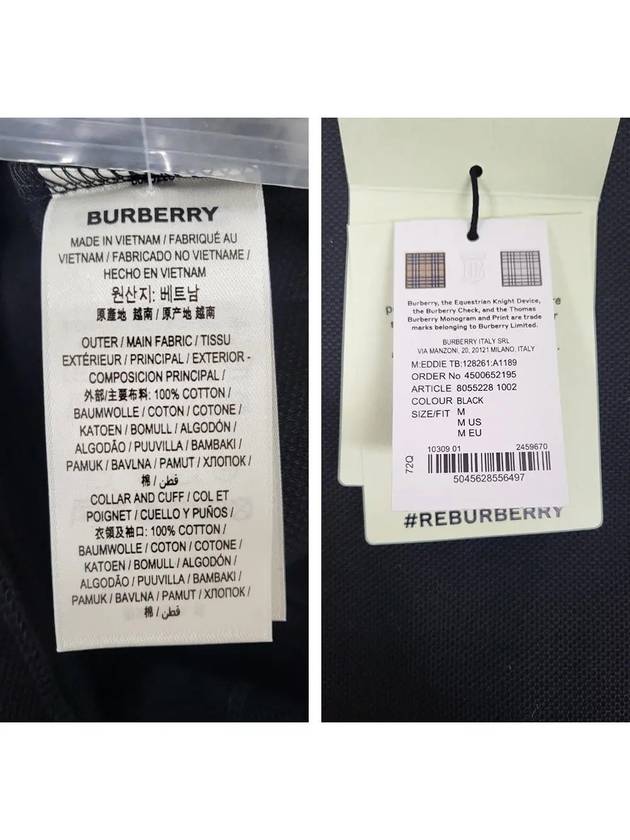 BURBERRY
MADE IN VIETNAM / FABRIQUÉ AU
VIETNAM / FABRICADO NO VIETNAME /
HECHO EN VIETNAM
원산지: 베트남
原產地 越南 / 原产地 越南
OUTER / MAIN FABRIC / TISSU
EXTÉRIEUR / PRINCIPAL / EXTERIOR -
COMPOSICIÓN PRINCIPAL /
外部/主要布料: 100% COTTON /
BAUMWOLLE / COTON / COTONE /
KATOEN / BOMULL / ALGODÓN /
ALGODÃO / PUUVILLA / BAMBAKI /
PAMUK / BAVLNA / PAMUT / ХЛОПОК /
棉 / قطن
COLLAR AND CUFF / COL ET
POIGNET / CUELLO Y PUÑOS /
衣領及袖口: 100% COTTON /
BAUMWOLLE / COTON / COTONE /
KATOEN / BOMULL / ALGODÓN /
ALGODÃO / PUUVILLA / BAMBAKI /
PAMUK / BAVLNA / PAMUT / ХЛОПОК /
棉 / قطن
Burberry, the Equestrian Knight Device,
the Burberry Check, and the Thomas
Burberry Monogram and Print are trade
marks belonging to Burberry Limited.
BURBERRY ITALY SRL
VIA MANZONI, 20, 20121 MILANO, ITALY
M:EDDIE TB:128261:A1189
ORDER No 4500652195
ARTICLE 8055228 1002
COLOUR BLACK
SIZE/FIT M
M US
M EU
72Q
10309 01 2459670
5045628556497
#REBURBERRY